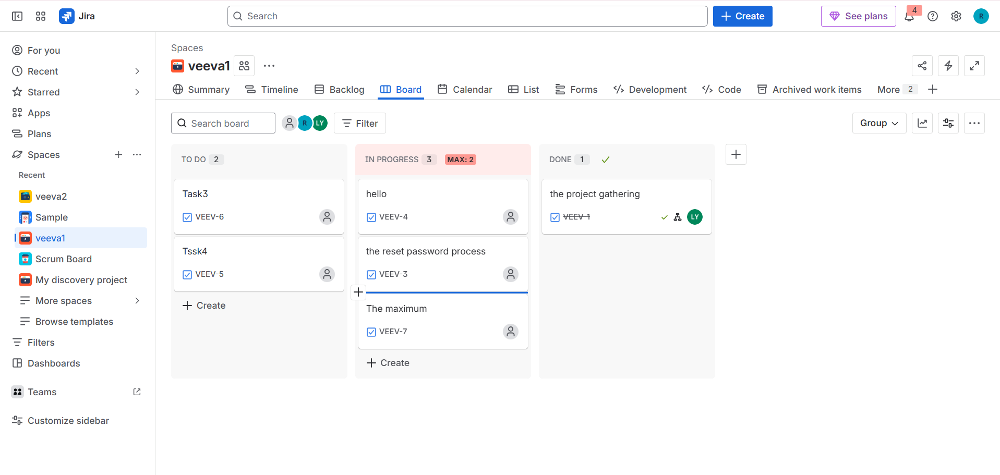 Jira
Search
Create
See plans
4
R
For you
Recent
Starred
Apps
Plans
Spaces
Recent
veeva2
Sample
veeva1
Scrum Board
My discovery project
More spaces
Browse templates
Filters
Dashboards
Teams
Customize sidebar
Spaces
veeva1
Summary Timeline Backlog Board Calendar List Forms Development Code Archived work items More 2
Search board
R
LY
Filter
Group
TO DO 2
Task3
VEEV-6
Tssk4
VEEV-5
Create
IN PROGRESS 3 MAX: 2
hello
VEEV-4
the reset password process
VEEV-3
The maximum
VEEV-7
Create
DONE 1
the project gathering
VEEV-1
LY